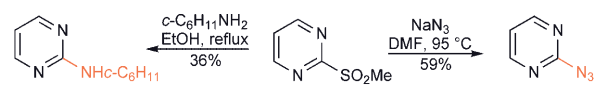 c-C6H11NH2
EtOH, reflux
36%
NaN3
DMF, 95 °C
59%
N
N
NHc-C6H11
N
N
SO2Me
N
N
N3